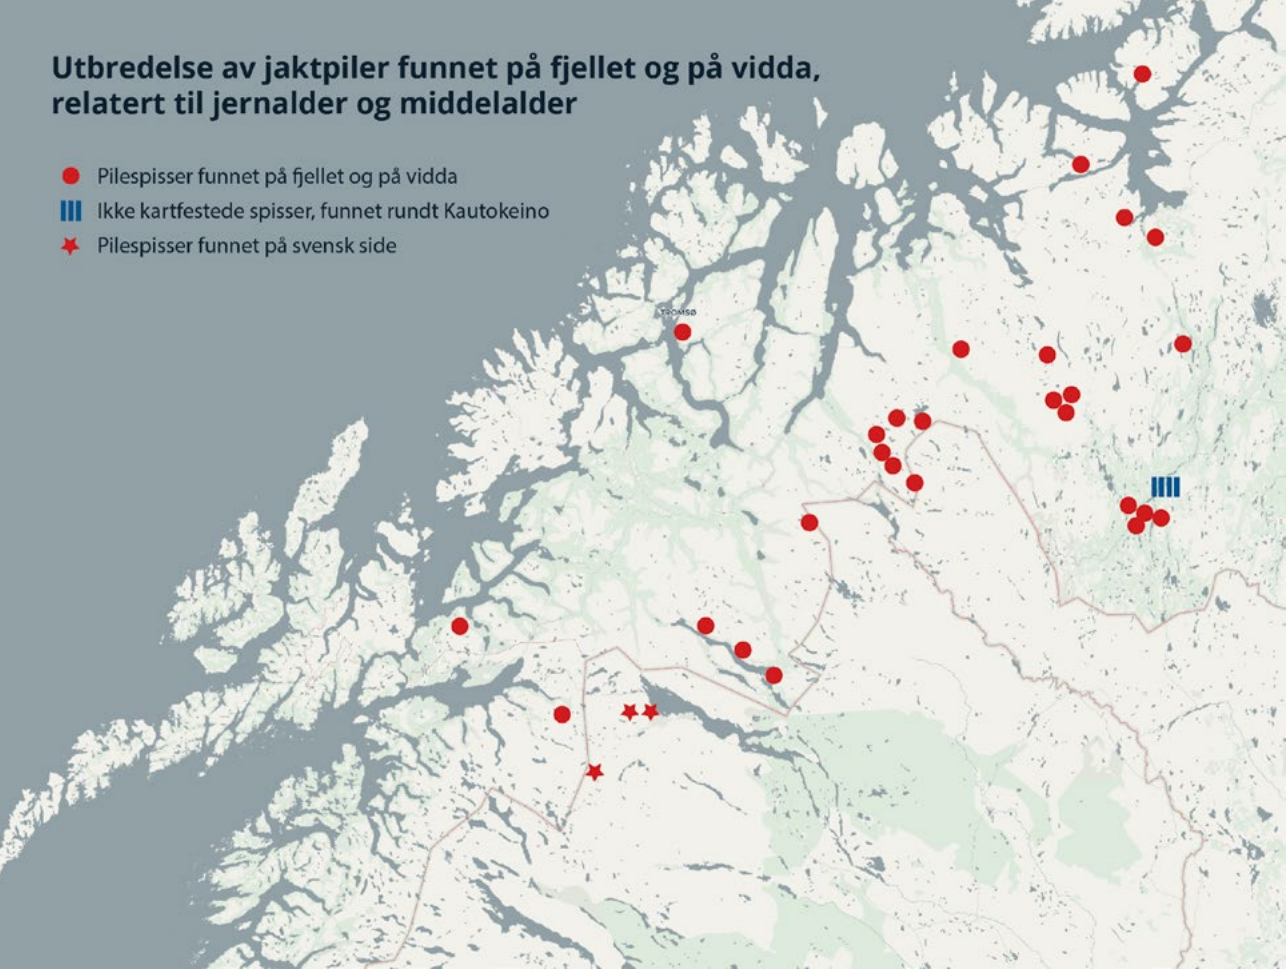 Utbredelse av jaktpiler funnet på fjellet og på vidda,
relatert til jernalder og middelalder
Pilespisser funnet på fjellet og på vidda
Ikke kartfestede spisser, funnet rundt Kautokeino
Pilespisser funnet på svensk side
TROMSØ